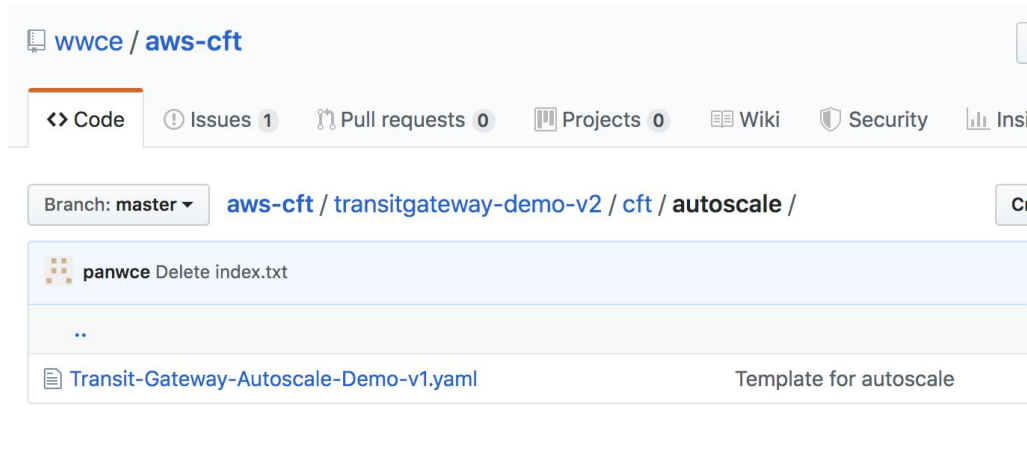 wwce / aws-cft
<> Code Issues 1 Pull requests 0 Projects 0 Wiki Security
Branch: master aws-cft / transitgateway-demo-v2 / cft / autoscale /
panwce Delete index.txt
..
Transit-Gateway-Autoscale-Demo-v1.yaml Template for autoscale